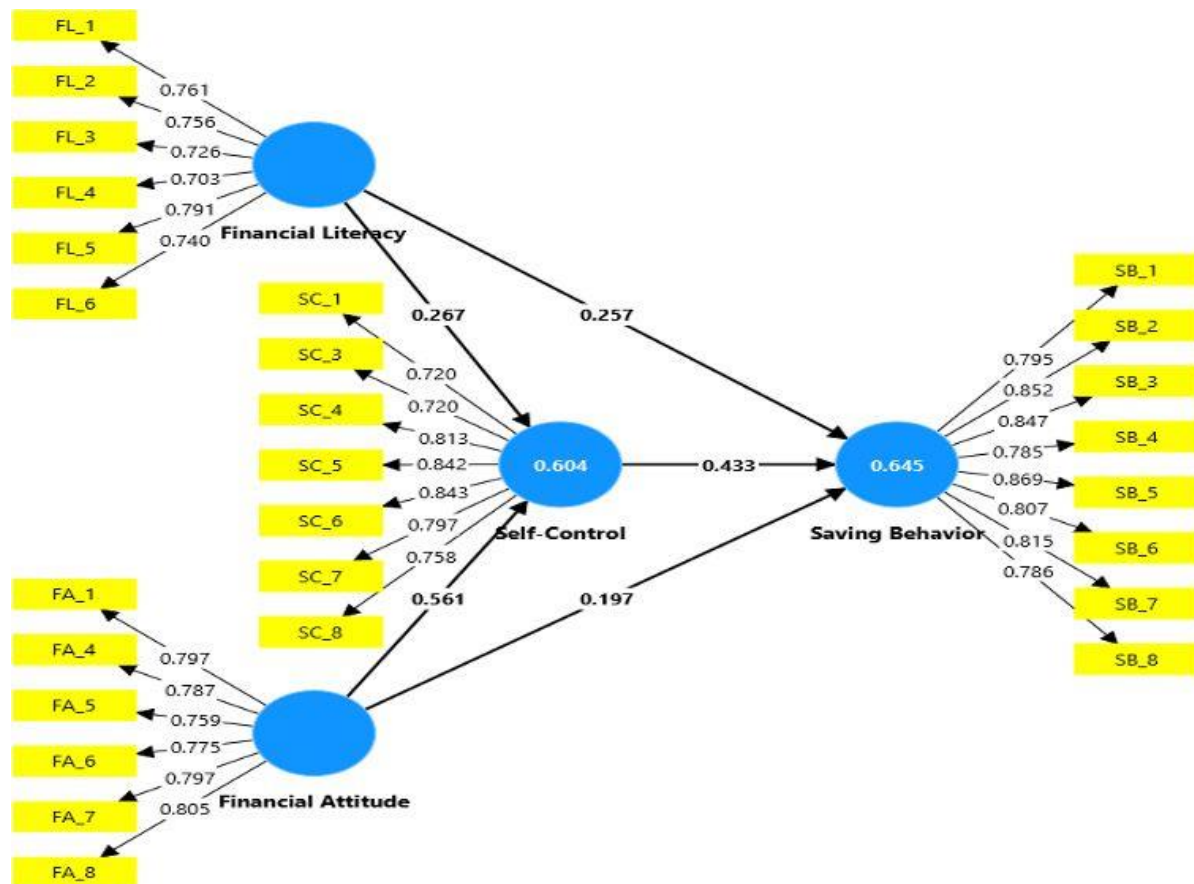 FL_1
FL_2
FL_3
FL_4
FL_5
FL_6
0.761
0.756
0.726
0.703
0.791
0.740
Financial Literacy
0.267
0.257
SC_1
SC_3
SC_4
SC_5
SC_6
SC_7
SC_8
0.720
0.720
0.813
0.842
0.843
0.797
0.758
0.604
Self-Control
0.433
0.561
0.197
0.645
Saving Behavior
0.795
0.852
0.847
0.785
0.869
0.807
0.815
0.786
SB_1
SB_2
SB_3
SB_4
SB_5
SB_6
SB_7
SB_8
FA_1
FA_4
FA_5
FA_6
FA_7
FA_8
0.797
0.787
0.759
0.775
0.797
0.805
Financial Attitude